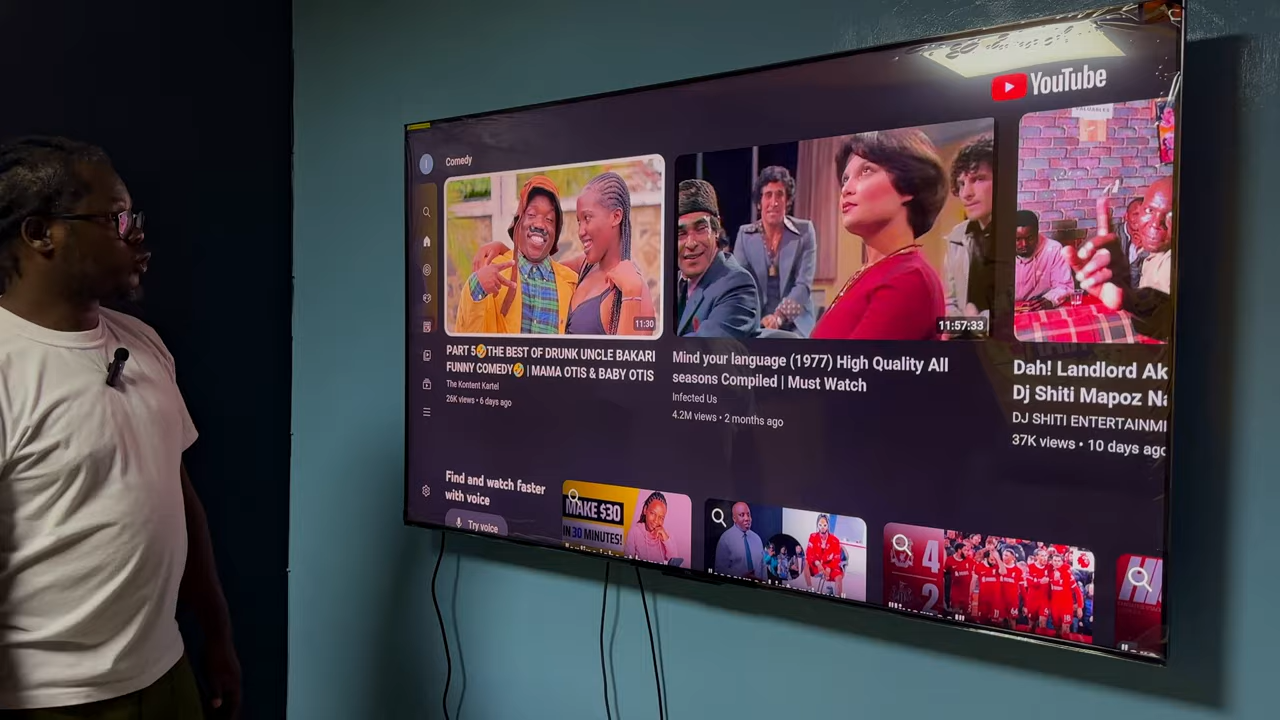 YouTube
Comedy
11:30
PART 5🤣THE BEST OF DRUNK UNCLE BAKARI
FUNNY COMEDY🤣 | MAMA OTIS & BABY OTIS
The Kontent Kartel
26K views • 6 days ago
11:57:33
Mind your language (1977) High Quality All
seasons Compiled | Must Watch
Infected Us
4.2M views • 2 months ago
Dah! Landlord Ak
Dj Shiti Mapoz Na
DJ SHITI ENTERTAINM
37K views • 10 days ago
Find and watch faster
with voice
Try voice
MAKE $30
IN 30 MINUTES!
4
2